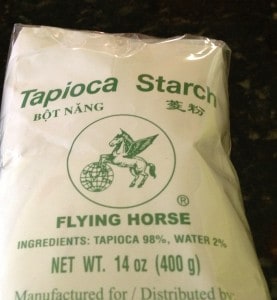 Tapioca Starch
BỘT NĂNG 菱粉
®
FLYING HORSE
INGREDIENTS: TAPIOCA 98%, WATER 2%
NET WT. 14 oz (400 g)
Manufactured for / Distributed by: